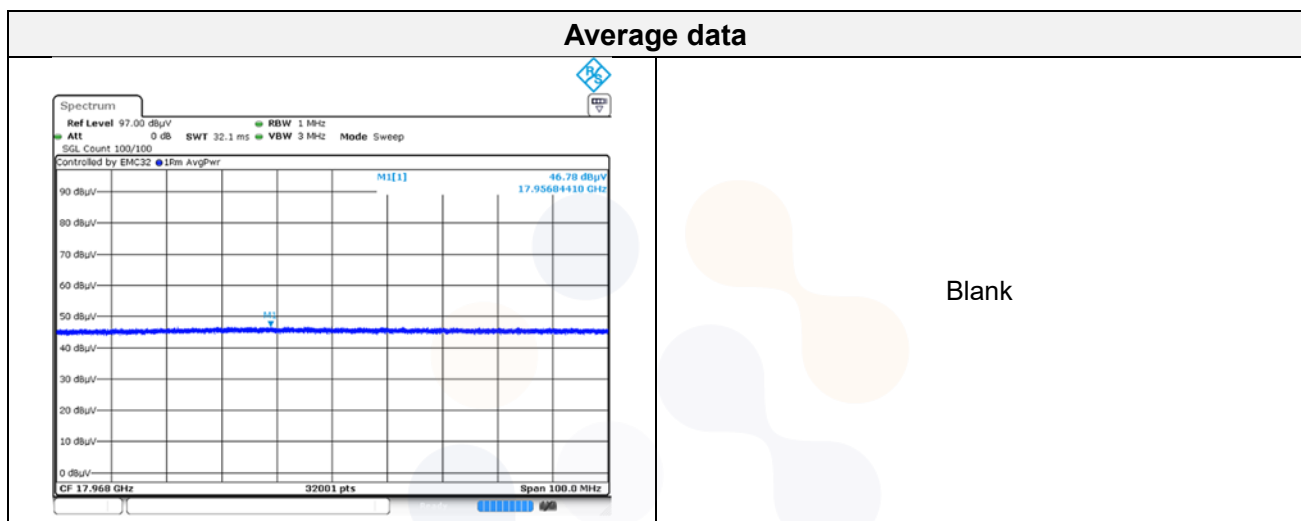 Average data
R&S
Spectrum
Ref Level 97.00 dBµV RBW 1 MHz
Att 0 dB SWT 32.1 ms VBW 3 MHz Mode Sweep
SGL Count 100/100
Controlled by EMC32 1Rm AvgPwr
M1[1] 46.78 dBµV
17.95684410 GHz
90 dBµV
80 dBµV
70 dBµV
60 dBµV
50 dBµV
M1
40 dBµV
30 dBµV
20 dBµV
10 dBµV
0 dBµV
CF 17.968 GHz 32001 pts Span 100.0 MHz
Blank